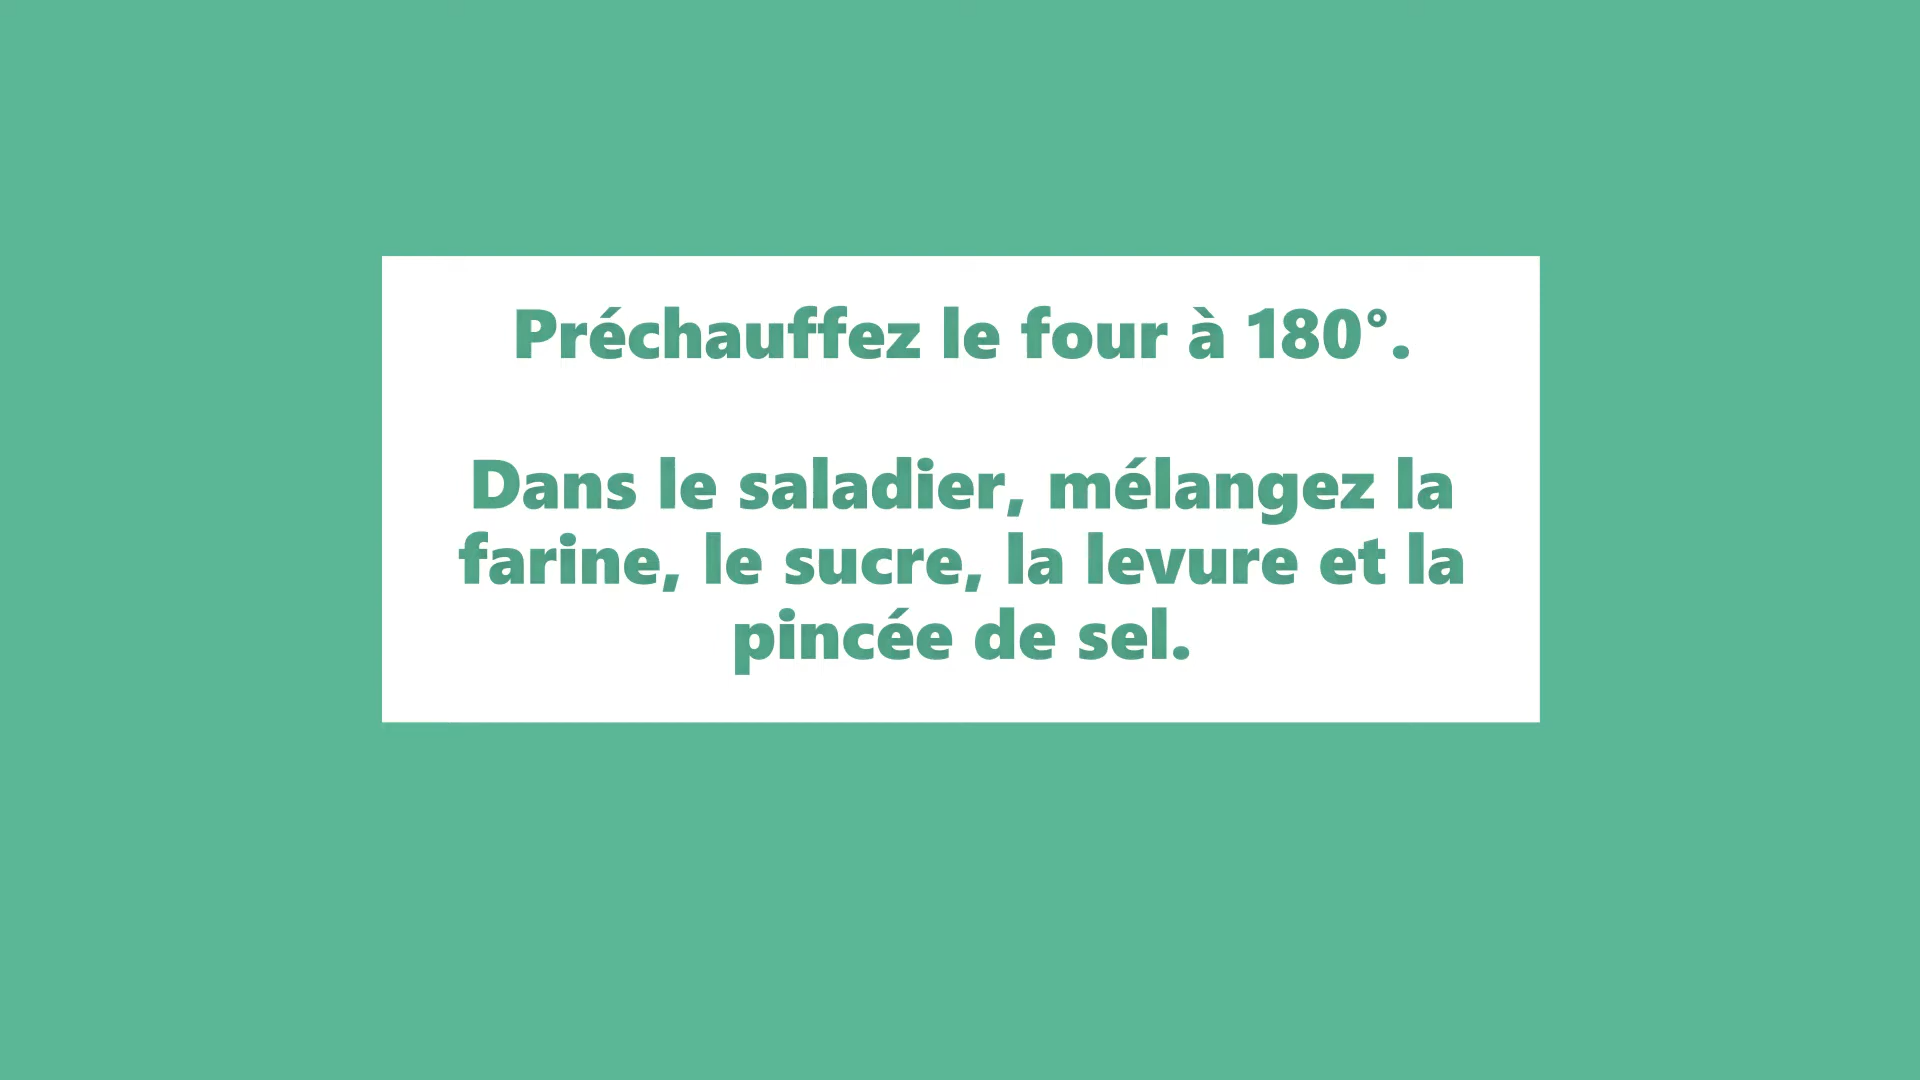 Préchauffez le four à 180°.
Dans le saladier, mélangez la
farine, le sucre, la levure et la
pincée de sel.